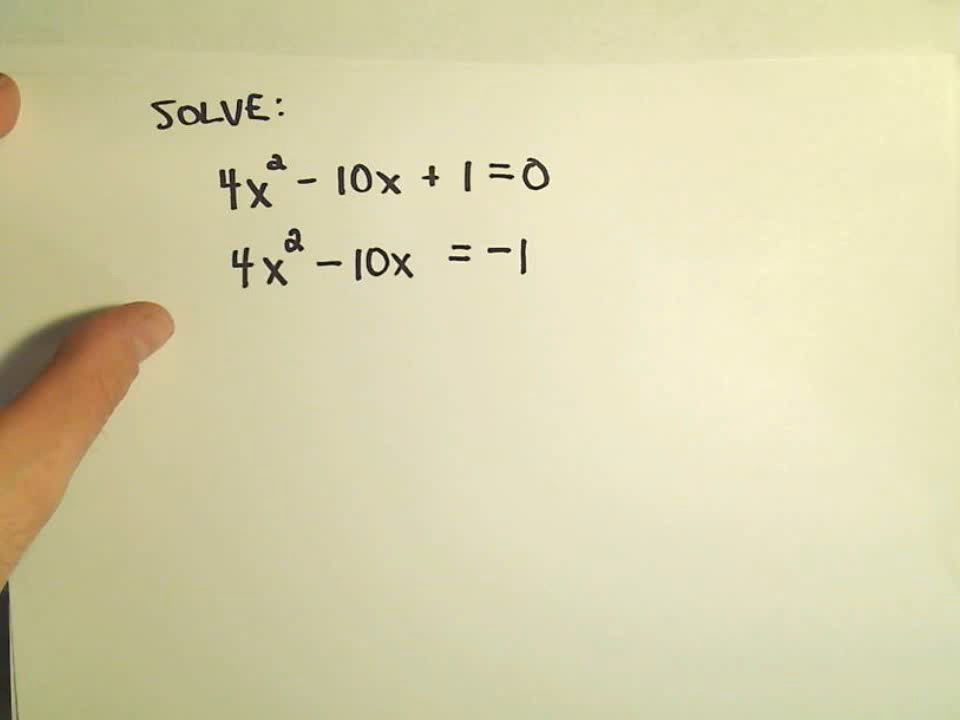 SOLVE:
4x² - 10x + 1 = 0
4x² - 10x = -1